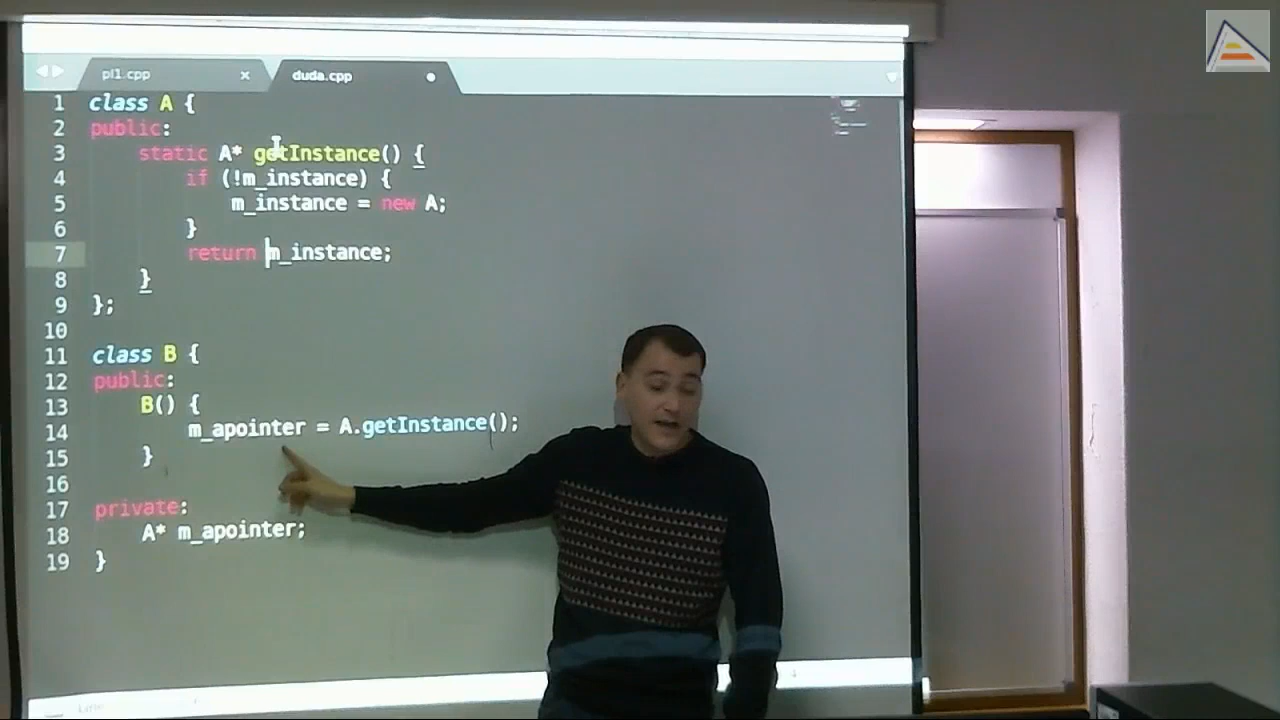 pl1.cpp x duda.cpp
1 class A {
2 public:
3 static A* getInstance() {
4 if (!m_instance) {
5 m_instance = new A;
6 }
7 return m_instance;
8 }
9 };
10
11 class B {
12 public:
13 B() {
14 m_apointer = A.getInstance();
15 }
16
17 private:
18 A* m_apointer;
19 }